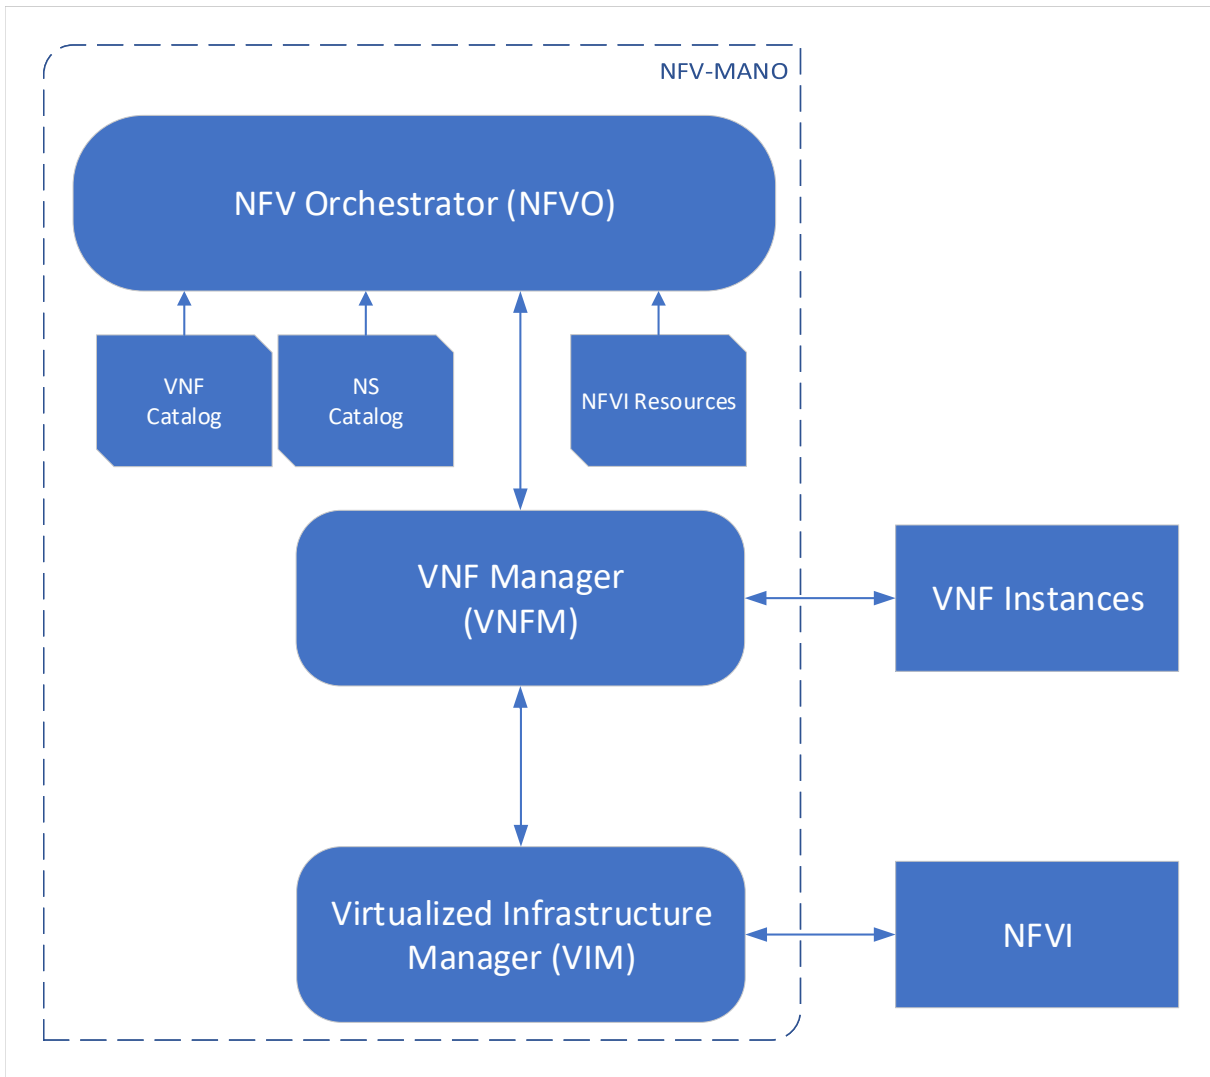 NFV-MANO
NFV Orchestrator (NFVO)
VNF
Catalog
NS
Catalog
NFVI Resources
VNF Manager
(VNFM)
VNF Instances
Virtualized Infrastructure
Manager (VIM)
NFVI